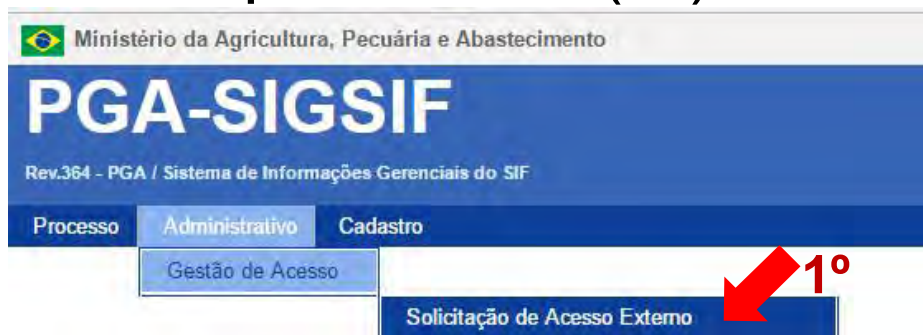 Ministério da Agricultura, Pecuária e Abastecimento
PGA-SIGSIF
Rev.364 - PGA / Sistema de Informações Gerenciais do SIF
Processo Administrativo Cadastro
Gestão de Acesso
1º
Solicitação de Acesso Externo